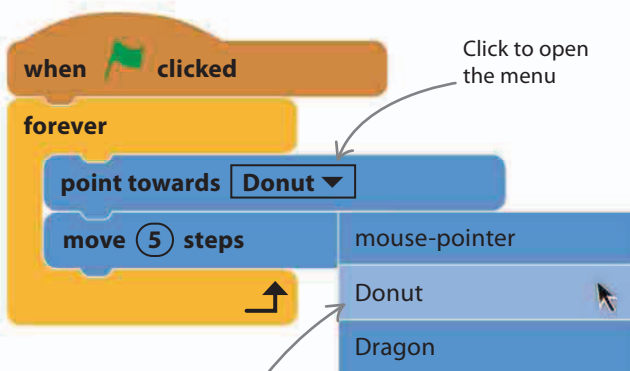 when clicked
Click to open
the menu
forever
point towards Donut
move 5 steps
mouse-pointer
Donut
Dragon